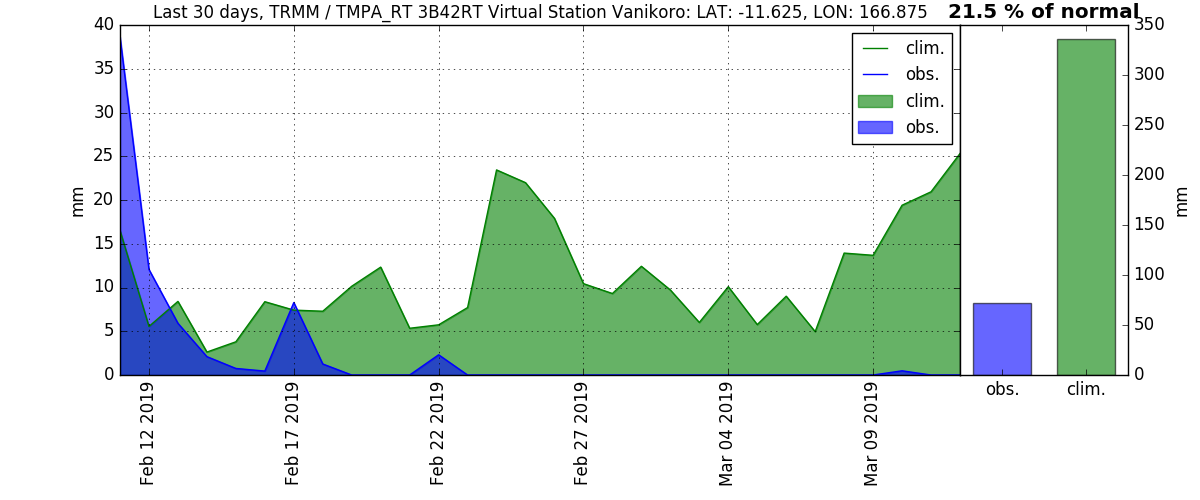 Last 30 days, TRMM / TMPA_RT 3B42RT Virtual Station Vanikoro: LAT: -11.625, LON: 166.875
21.5 % of normal
40
35
30
25
20
15
10
5
0
mm
clim.
obs.
clim.
obs.
Feb 12 2019
Feb 17 2019
Feb 22 2019
Feb 27 2019
Mar 04 2019
Mar 09 2019
350
300
250
200
150
100
50
0
mm
obs.
clim.